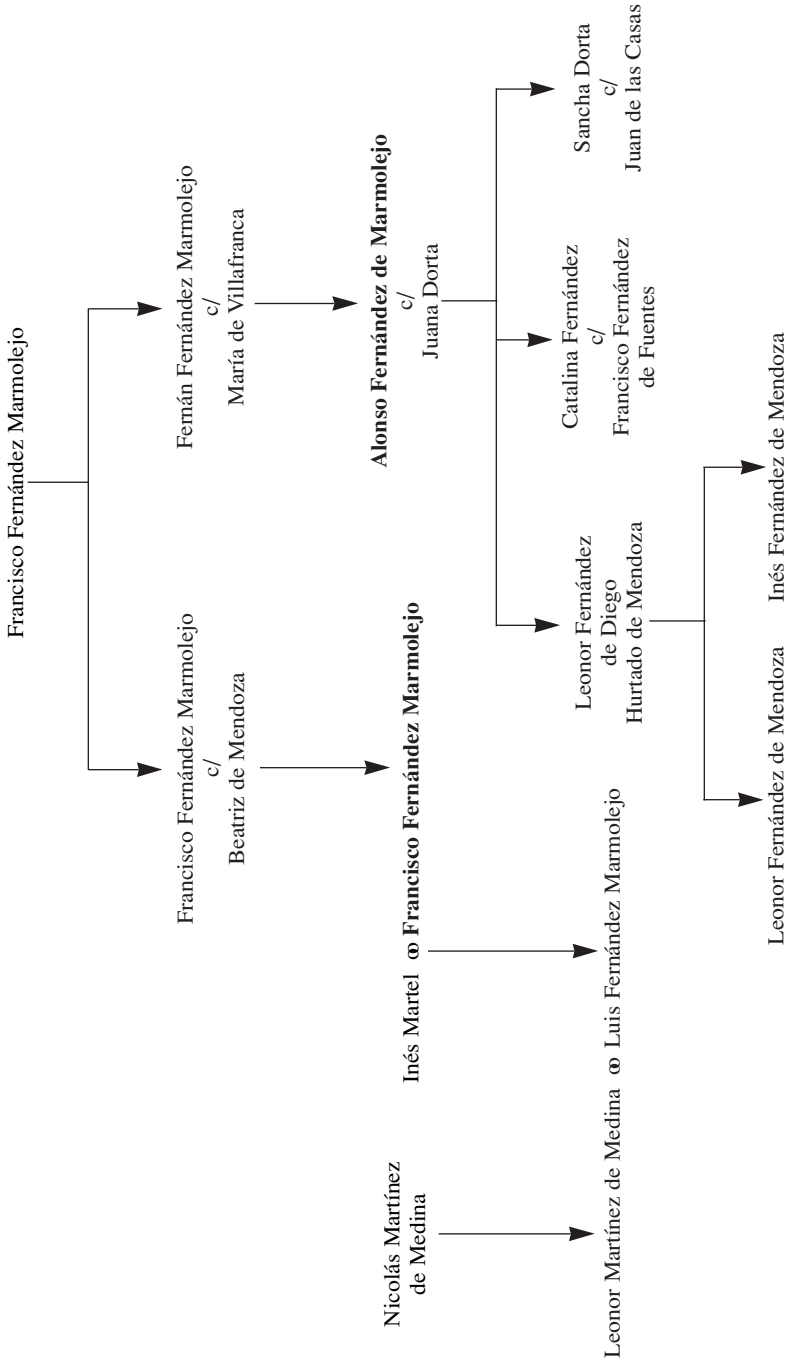 Francisco Fernández Marmolejo
Francisco Fernández Marmolejo
c/
Beatriz de Mendoza
Fernán Fernández Marmolejo
c/
María de Villafranca
Nicolás Martínez
de Medina
Inés Martel ⚭ Francisco Fernández Marmolejo
Alonso Fernández de Marmolejo
c/
Juana Dorta
Leonor Martínez de Medina ⚭ Luis Fernández Marmolejo
Leonor Fernández
de Diego
Hurtado de Mendoza
Catalina Fernández
c/
Francisco Fernández
de Fuentes
Sancha Dorta
c/
Juan de las Casas
Leonor Fernández de Mendoza
Inés Fernández de Mendoza